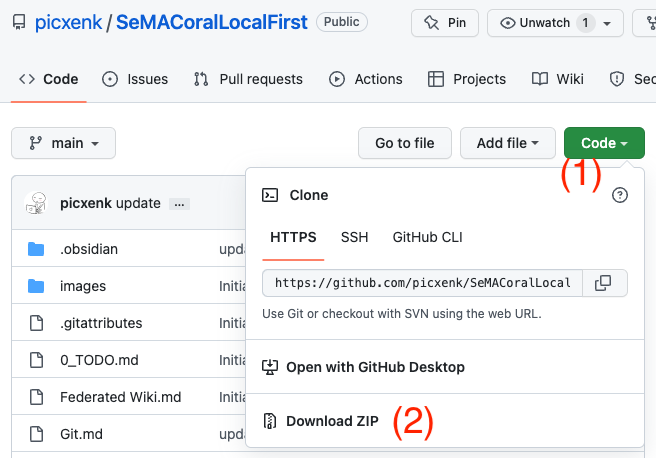 picxenk / SeMACoralLocalFirst Public Pin Unwatch 1
Code Issues Pull requests Actions Projects Wiki Sec
main Go to file Add file Code
(1)
picxenk update ...
Clone
HTTPS SSH GitHub CLI
.obsidian upda
https://github.com/picxenk/SeMACoralLocal
images Initia
Use Git or checkout with SVN using the web URL.
.gitattributes Initia
0_TODO.md Initia
Open with GitHub Desktop
Federated Wiki.md Initia
Download ZIP (2)
Git.md upda